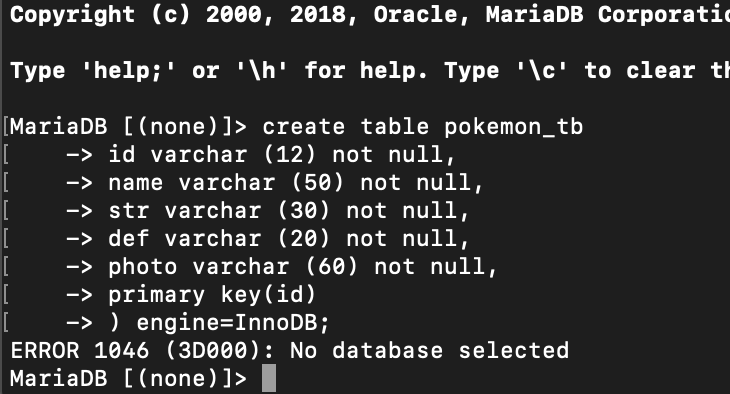 Copyright (c) 2000, 2018, Oracle, MariaDB
Type 'help;' or '\h' for help. Type '\c' to clear
[MariaDB [(none)]> create table pokemon_tb
[    -> id varchar (12) not null,
[    -> name varchar (50) not null,
[    -> str varchar (30) not null,
[    -> def varchar (20) not null,
[    -> photo varchar (60) not null,
[    -> primary key(id)
[    -> ) engine=InnoDB;
ERROR 1046 (3D000): No database selected
MariaDB [(none)]>